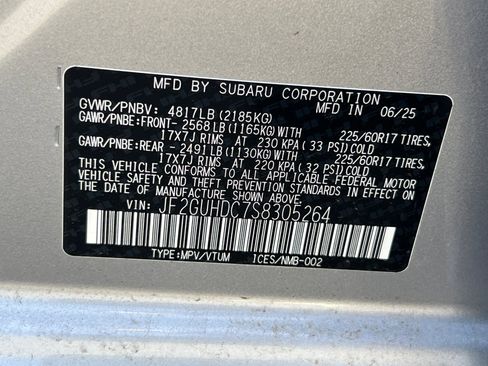 MFD BY SUBARU CORPORATION
GVWR/PNBV: 4817LB (2185KG) MFD IN 06/25
GAWR/PNBE:FRONT-2568LB (1165KG)WITH 225/60R17 TIRES,
17X7J RIMS AT 230 KPA (33 PSI)COLD
GAWR/PNBE:REAR -2491LB (1130KG)WITH 225/60R17 TIRES,
17X7J RIMS AT 220 KPA (32 PSI)COLD
THIS VEHICLE CONFORMS TO ALL APPLICABLE FEDERAL MOTOR
VEHICLE SAFETY AND THEFT PREVENTION STANDARDS IN EFFECT ON
THE DATE OF MANUFACTURE SHOWN ABOVE.
VIN: JF2GUHDC7S8305264
TYPE:MPV/VTUM ICES/NMB-002